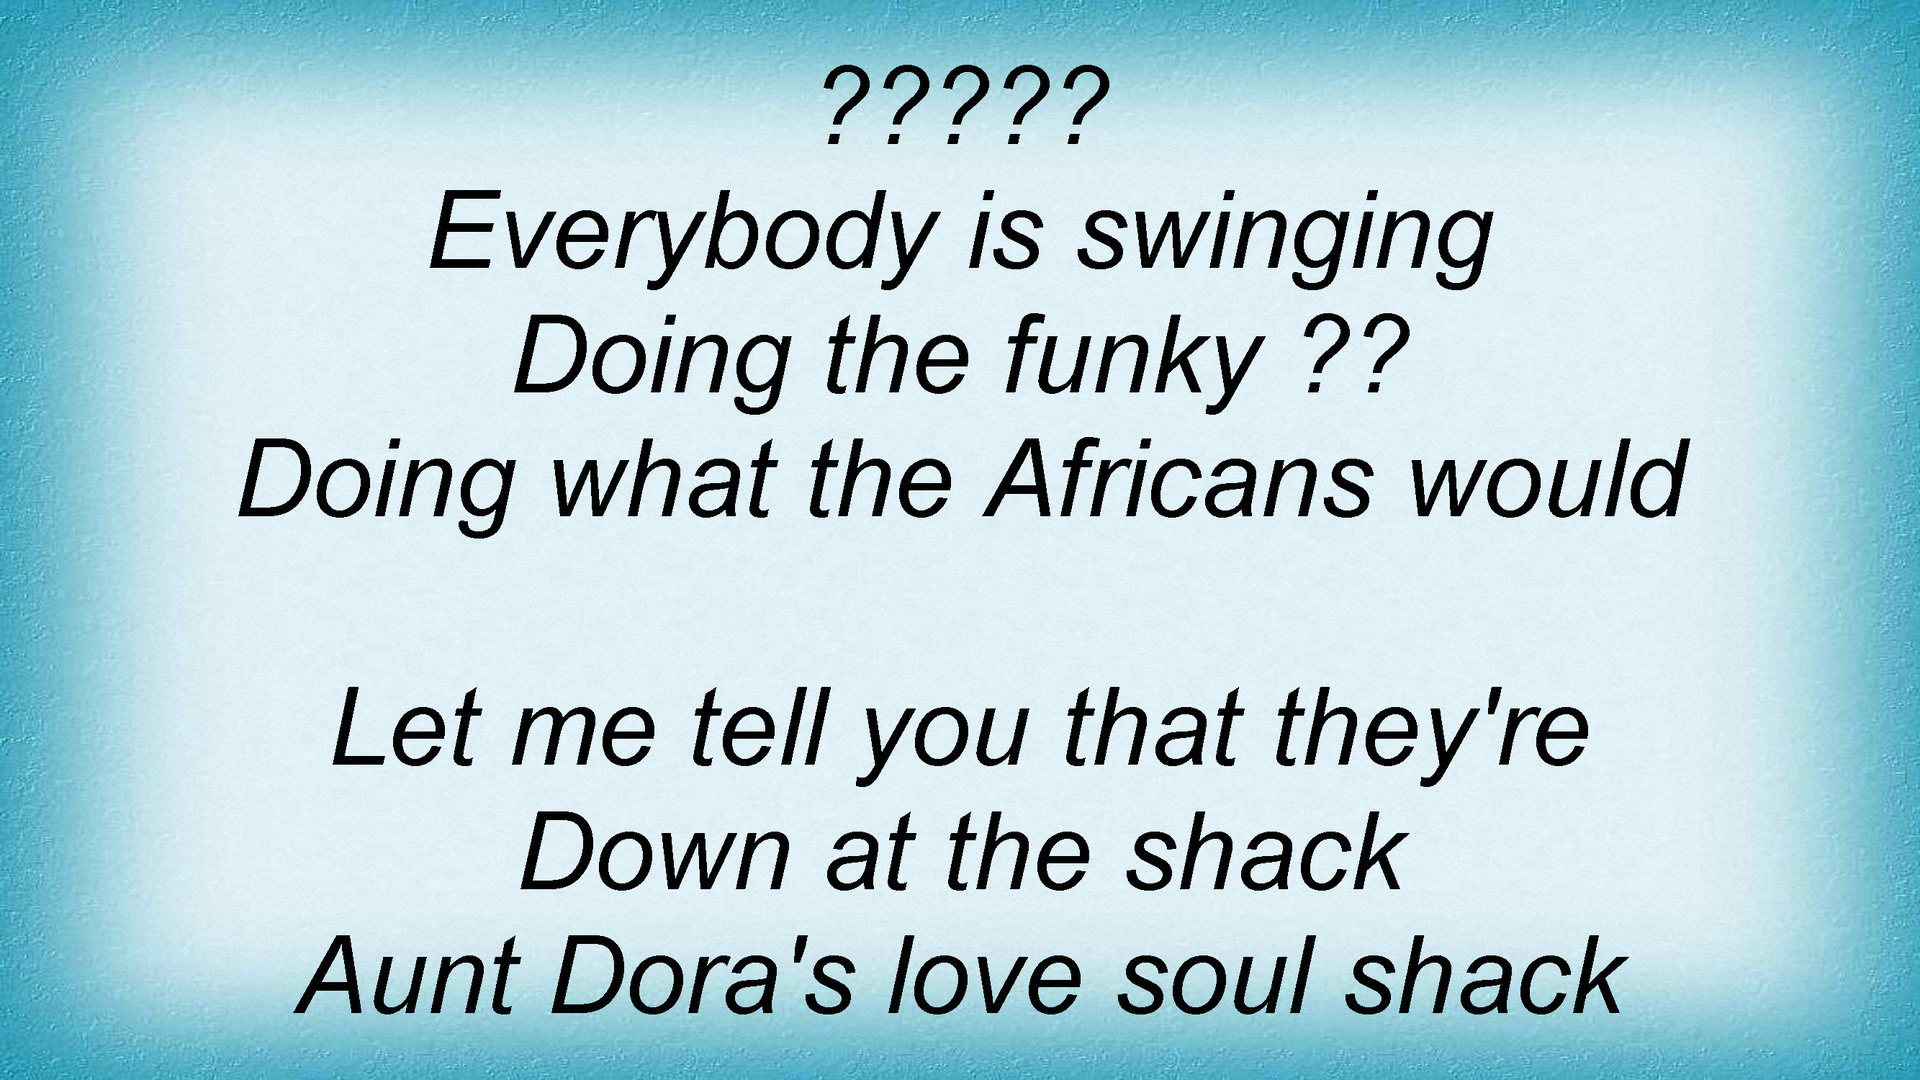 ?????
Everybody is swinging
Doing the funky ??
Doing what the Africans would
Let me tell you that they're
Down at the shack
Aunt Dora's love soul shack